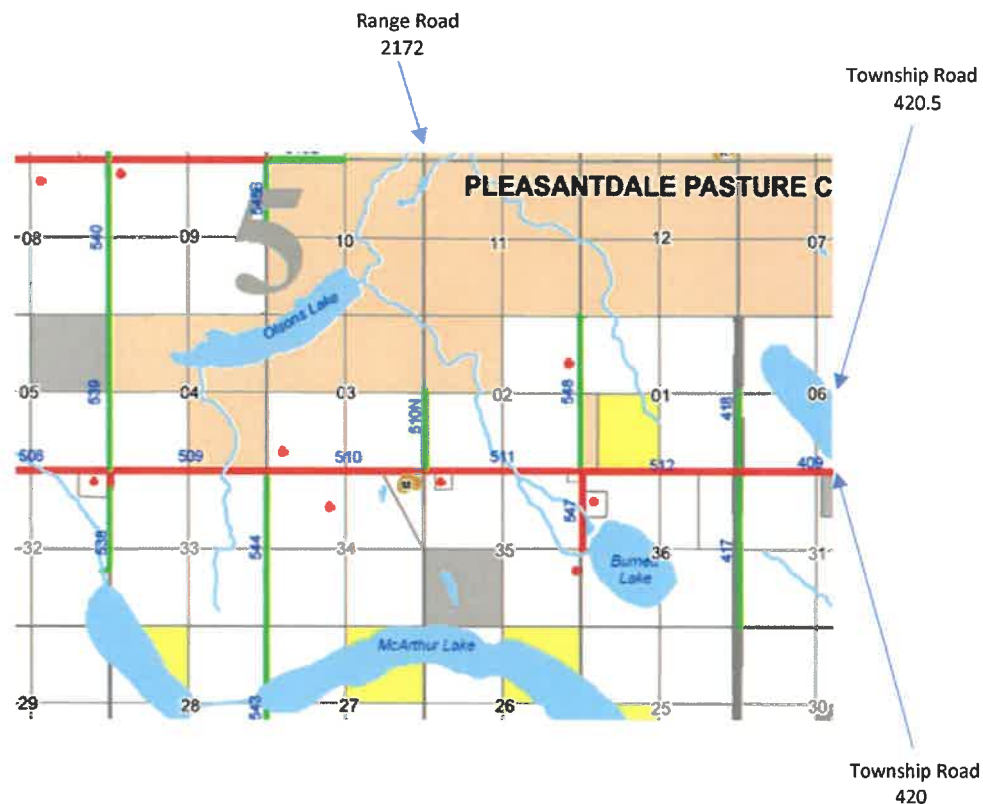 Range Road
2172
Township Road
420.5
PLEASANTDALE PASTURE C
5
540
08 09 10 11 12 07
Olsons Lake
539
510N
548
418
05 04 03 02 01 06
508 509 510 511 512 409
538
544
547
417
32 33 34 35 36 31
Burned
Lake
McArthur Lake
543
29 28 27 26 25 30
Township Road
420